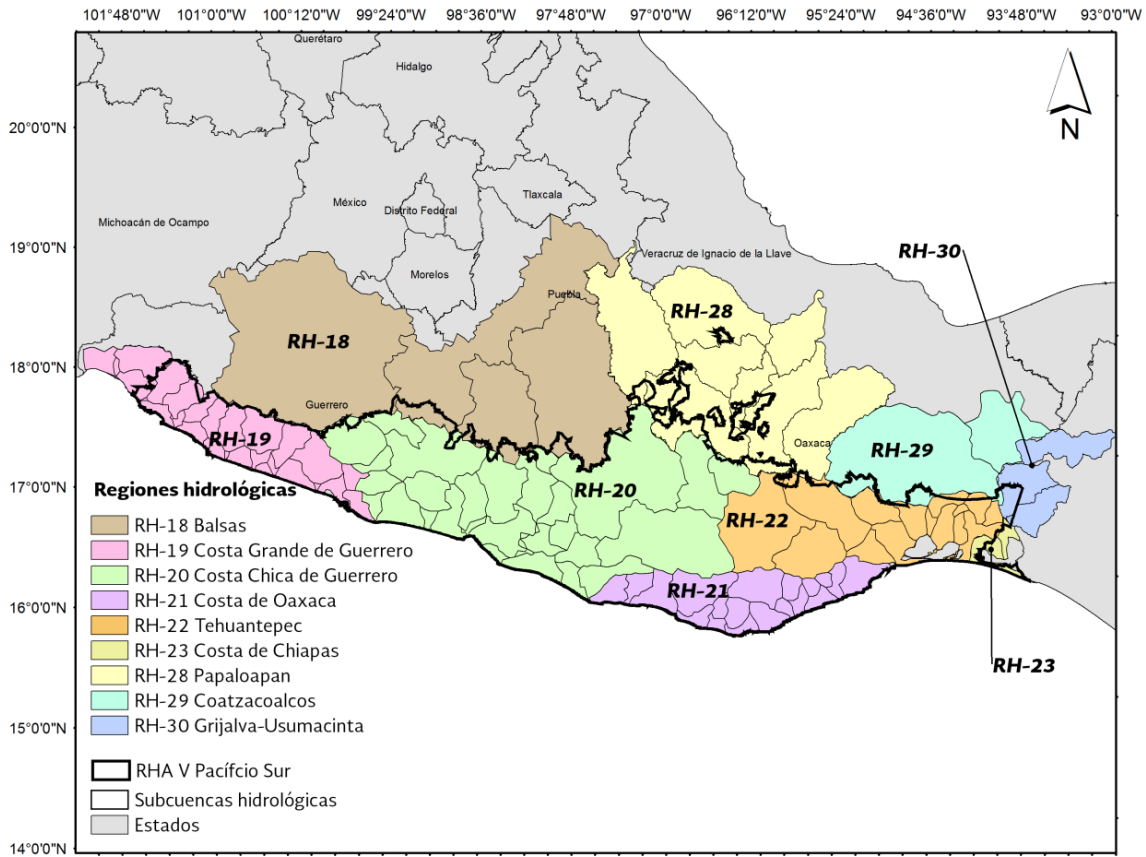 101°48'0"W 101°0'0"W 100°12'0"W 99°24'0"W 98°36'0"W 97°48'0"W 97°0'0"W 96°12'0"W 95°24'0"W 94°36'0"W 93°48'0"W 93°0'0"W
Querétaro
Hidalgo
20°0'0"N
N
Tlaxcala
México
Distrito Federal
Michoacán de Ocampo
19°0'0"N
Veracruz de Ignacio de la Llave
RH-30
Morelos
Puebla
RH-28
RH-18
18°0'0"N
Guerrero
RH-19
Oaxaca
RH-29
17°0'0"N
RH-20
RH-22
16°0'0"N
RH-21
RH-23
15°0'0"N
14°0'0"N
Regiones hidrológicas
RH-18 Balsas
RH-19 Costa Grande de Guerrero
RH-20 Costa Chica de Guerrero
RH-21 Costa de Oaxaca
RH-22 Tehuantepec
RH-23 Costa de Chiapas
RH-28 Papaloapan
RH-29 Coatzacoalcos
RH-30 Grijalva-Usumacinta
RHA V Pacífcio Sur
Subcuencas hidrológicas
Estados